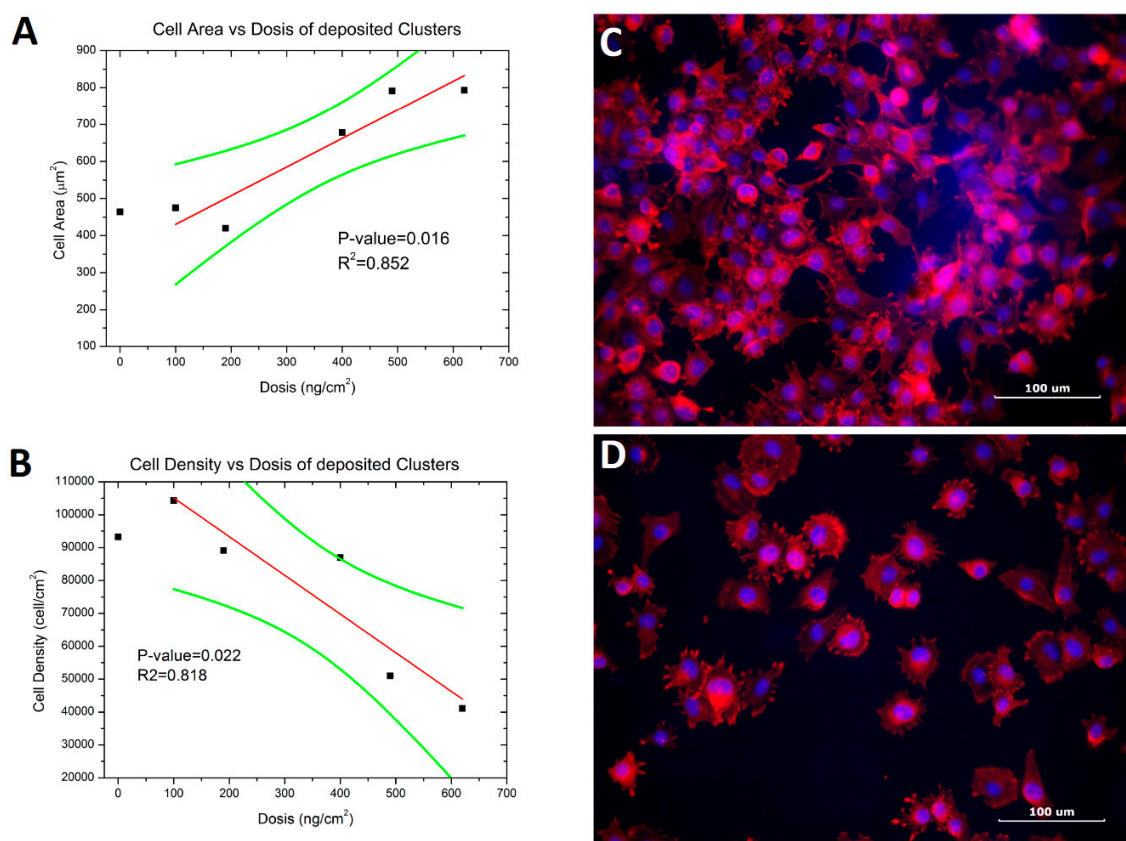 A
Cell Area vs Dosis of deposited Clusters
900
800
700
600
500
400
300
200
100
Cell Area (μm²)
P-value=0.016
R²=0.852
0 100 200 300 400 500 600 700
Dosis (ng/cm²)
B
Cell Density vs Dosis of deposited Clusters
110000
100000
90000
80000
70000
60000
50000
40000
30000
20000
Cell Density (cell/cm²)
P-value=0.022
R2=0.818
0 100 200 300 400 500 600 700
Dosis (ng/cm²)
C
100 um
D
100 um